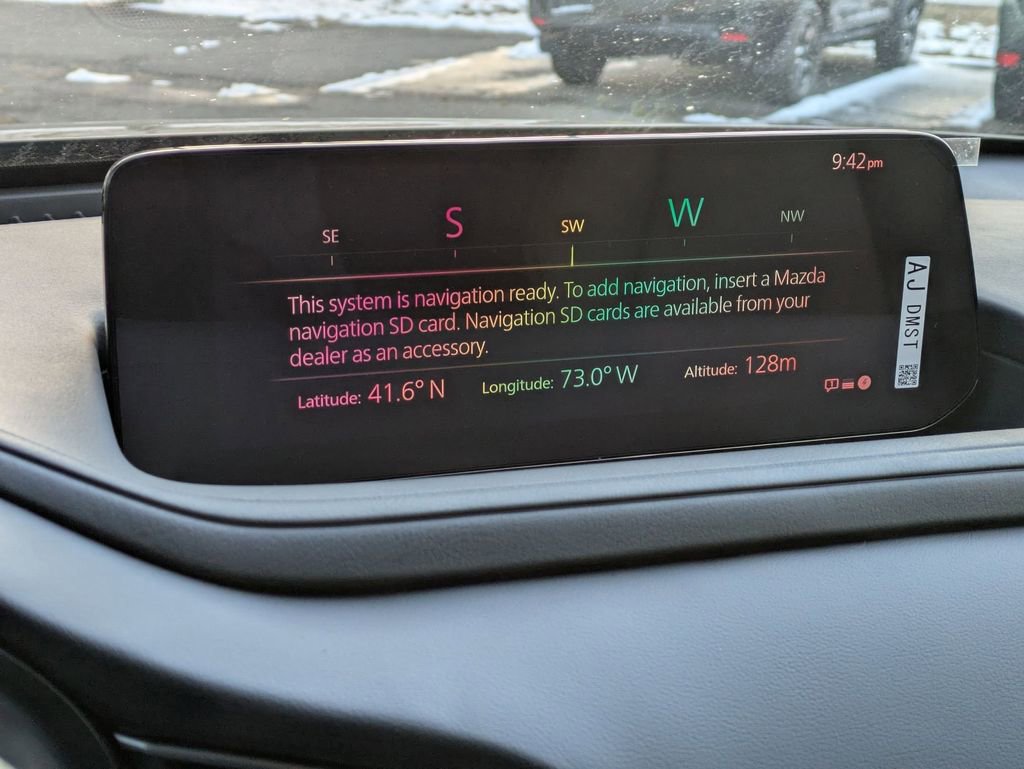 9:42pm
SE S SW W NW
This system is navigation ready. To add navigation, insert a Mazda
navigation SD card. Navigation SD cards are available from your
dealer as an accessory.
Latitude: 41.6° N Longitude: 73.0° W Altitude: 128m
AJ DMST